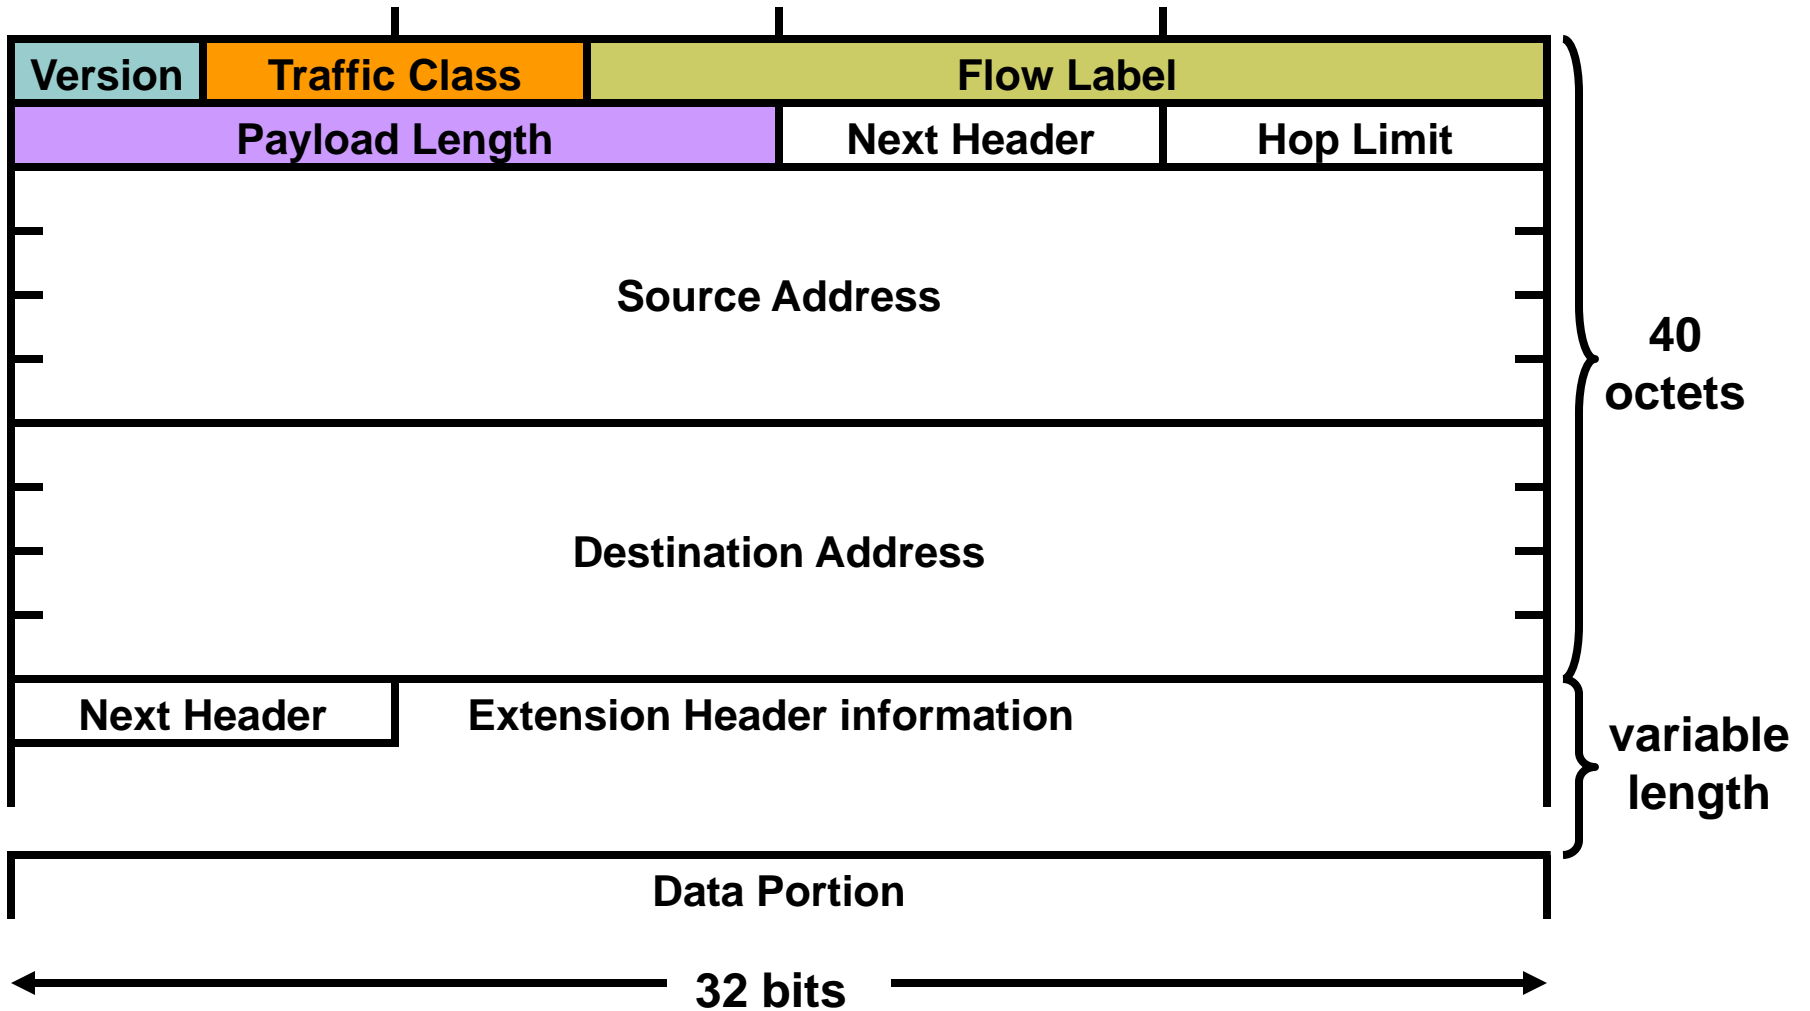 Version
Traffic Class
Flow Label
Payload Length
Next Header
Hop Limit
Source Address
40
octets
Destination Address
Next Header
Extension Header information
variable
length
Data Portion
32 bits